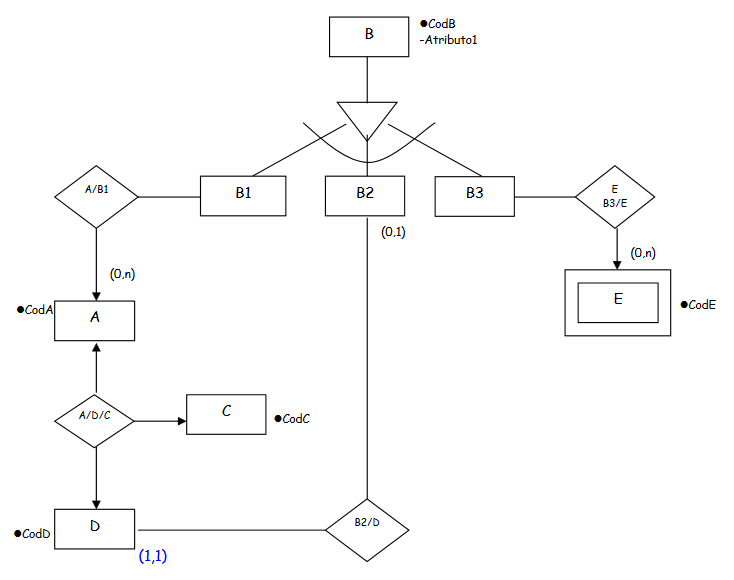 B
●CodB
-Atributo1
A/B1
B1
B2
B3
E
B3/E
(0,1)
(0,n)
(0,n)
●CodA
A
E
●CodE
A/D/C
C
●CodC
●CodD
D
B2/D
(1,1)